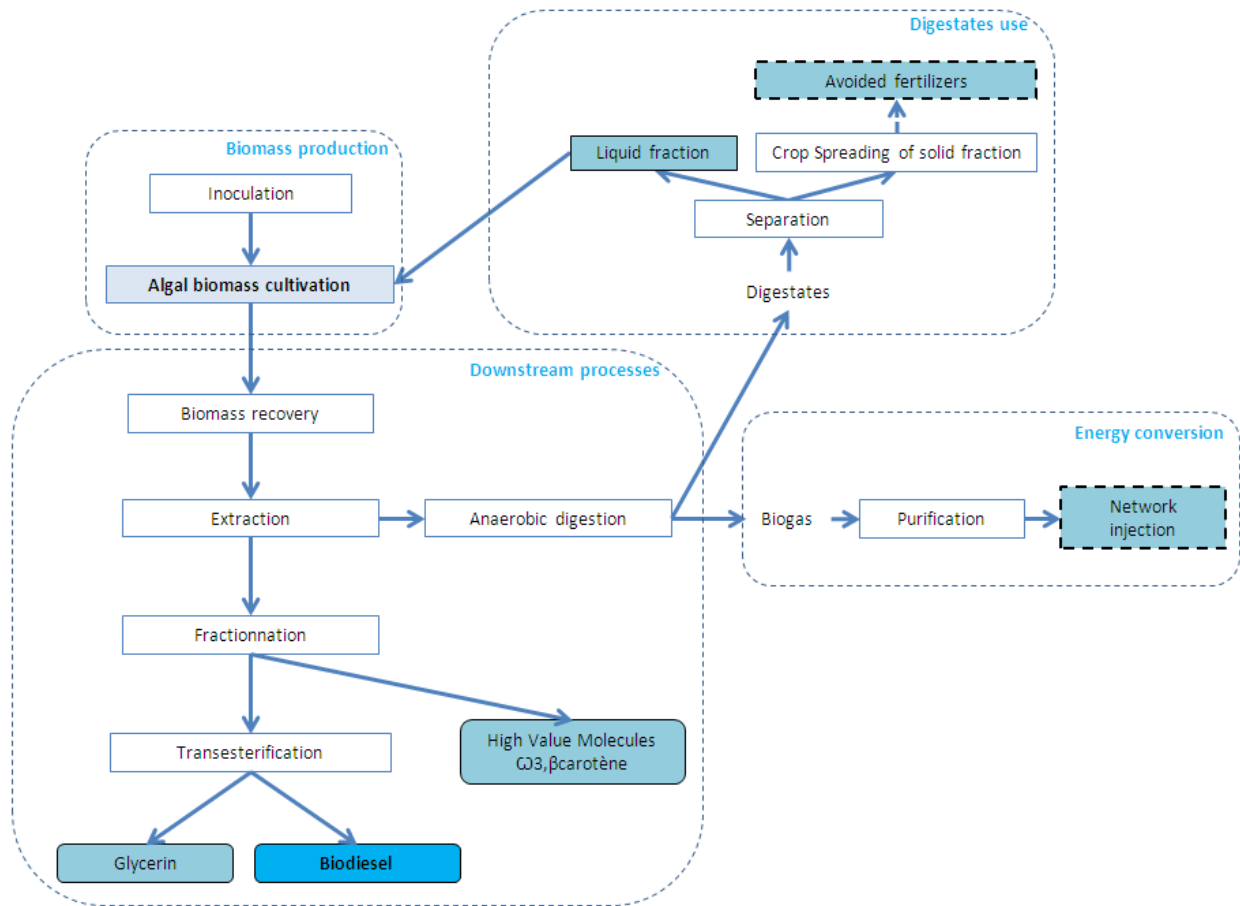 Digestates use
Avoided fertilizers
Biomass production
Liquid fraction
Crop Spreading of solid fraction
Inoculation
Separation
Algal biomass cultivation
Digestates
Downstream processes
Biomass recovery
Energy conversion
Extraction
Anaerobic digestion
Biogas
Purification
Network
injection
Fractionnation
High Value Molecules
Ѡ3,βcarotène
Transesterification
Glycerin
Biodiesel